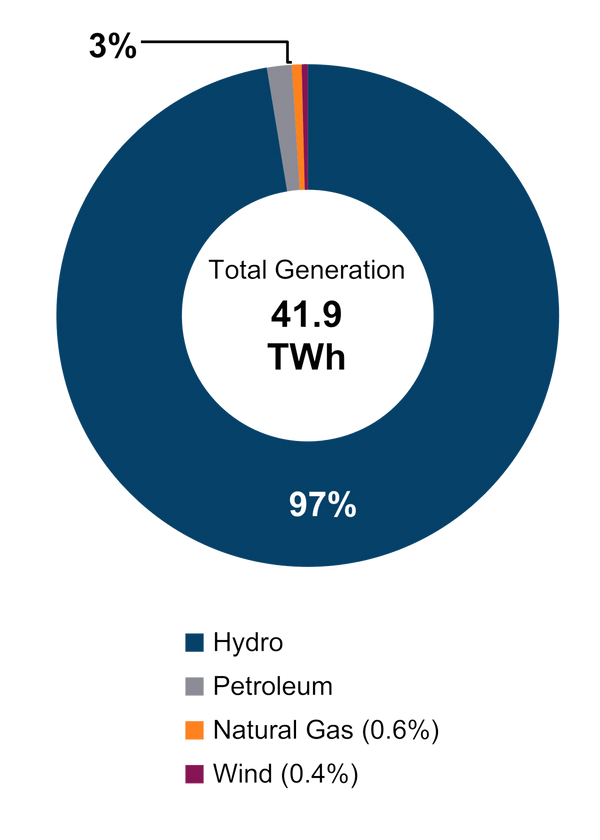 3%
Total Generation
41.9
TWh
97%
Hydro
Petroleum
Natural Gas (0.6%)
Wind (0.4%)